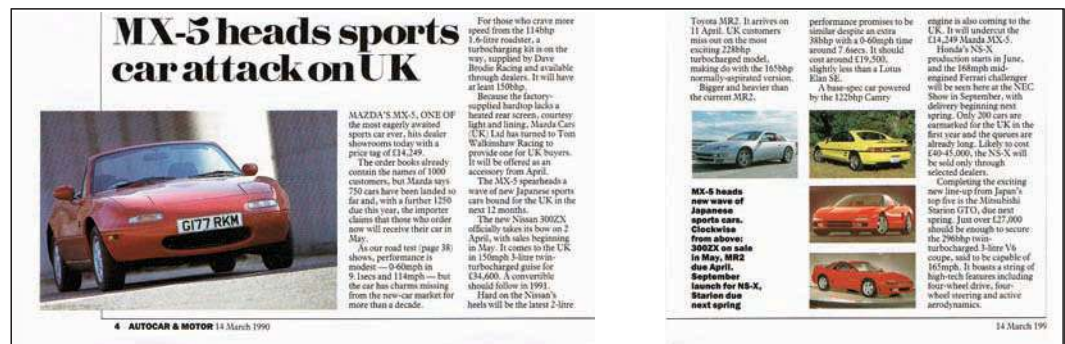 MX-5 heads sports
car attack on UK
MAZDA'S MX-5, ONE OF
the most eagerly awaited
sports car ever, hits dealer
showrooms today with a
price tag of £14,249.
The order books already
contain the names of 1000
customers, but Mazda says
750 cars have been landed so
far and, with a further 1250
due this year, the importer
claims that those who order
now will receive their car in
May.
As our road test (page 38)
shows, performance is
modest — 0-60mph in
9.1secs and 114mph — but
the car has charms missing
from the new-car market for
more than a decade.
For those who crave more
speed from the 114bhp
1.6-litre roadster, a
turbocharging kit is on the
way, supplied by Dave
Brodie Racing and available
through dealers. It will have
at least 150bhp.
Because the factory-
supplied hardtop lacks a
heated rear screen, courtesy
light and lining, Mazda Cars
(UK) Ltd has turned to Tom
Walkinshaw Racing to
provide one for UK buyers.
It will be offered as an
accessory from April.
The MX-5 spearheads a
wave of new Japanese sports
cars bound for the UK in the
next 12 months.
The new Nissan 300ZX
officially takes its bow on 2
April, with sales beginning
in May. It comes to the UK
in 150mph 3-litre twin-
turbocharged guise for
£34,600. A convertible
should follow in 1991.
Hard on the Nissan's
heels will be the latest 2-litre
G177 RKM
4 AUTOCAR & MOTOR 14 March 1990
Toyota MR2. It arrives on
11 April. UK customers
miss out on the most
exciting 228bhp
turbocharged model,
making do with the 165bhp
normally-aspirated version.
Bigger and heavier than
the current MR2,
performance promises to be
similar despite an extra
38bhp with a 0-60mph time
around 7.6secs. It should
cost around £19,500,
slightly less than a Lotus
Elan SE.
A base-spec car powered
by the 122bhp Camry
engine is also coming to the
UK. It will undercut the
£14,249 Mazda MX-5.
Honda's NS-X
production starts in June,
and the 168mph mid-
engined Ferrari challenger
will be seen here at the NEC
Show in September, with
delivery beginning next
spring. Only 200 cars are
earmarked for the UK in the
first year and the queues are
already long. Likely to cost
£40-45,000, the NS-X will
be sold only through
selected dealers.
Completing the exciting
new line-up from Japan's
top five is the Mitsubishi
Starion GTO, due next
spring. Just over £27,000
should be enough to secure
the 296bhp twin-
turbocharged 3-litre V6
coupe, said to be capable of
165mph. It boasts a string of
high-tech features including
four-wheel drive, four-
wheel steering and active
aerodynamics.
MX-5 heads
new wave of
Japanese
sports cars.
Clockwise
from above:
300ZX on sale
in May, MR2
due April,
September
launch for NS-X,
Starion due
next spring
14 March 199